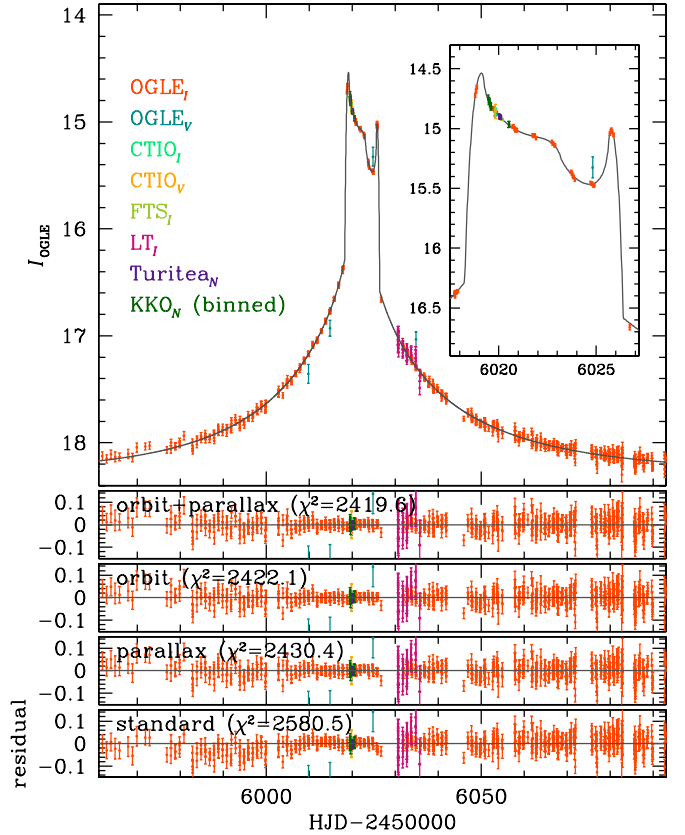 14
15
16
17
18
I_OGLE
OGLE_I
OGLE_V
CTIO_I
CTIO_V
FTS_I
LT_I
Turitea_N
KKO_N (binned)
14.5
15
15.5
16
16.5
6020 6025
0.1
0
−0.1
orbit+parallax (χ²=2419.6)
0.1
0
−0.1
orbit (χ²=2422.1)
0.1
0
−0.1
parallax (χ²=2430.4)
0.1
0
−0.1
standard (χ²=2580.5)
residual
6000 6050
HJD−2450000